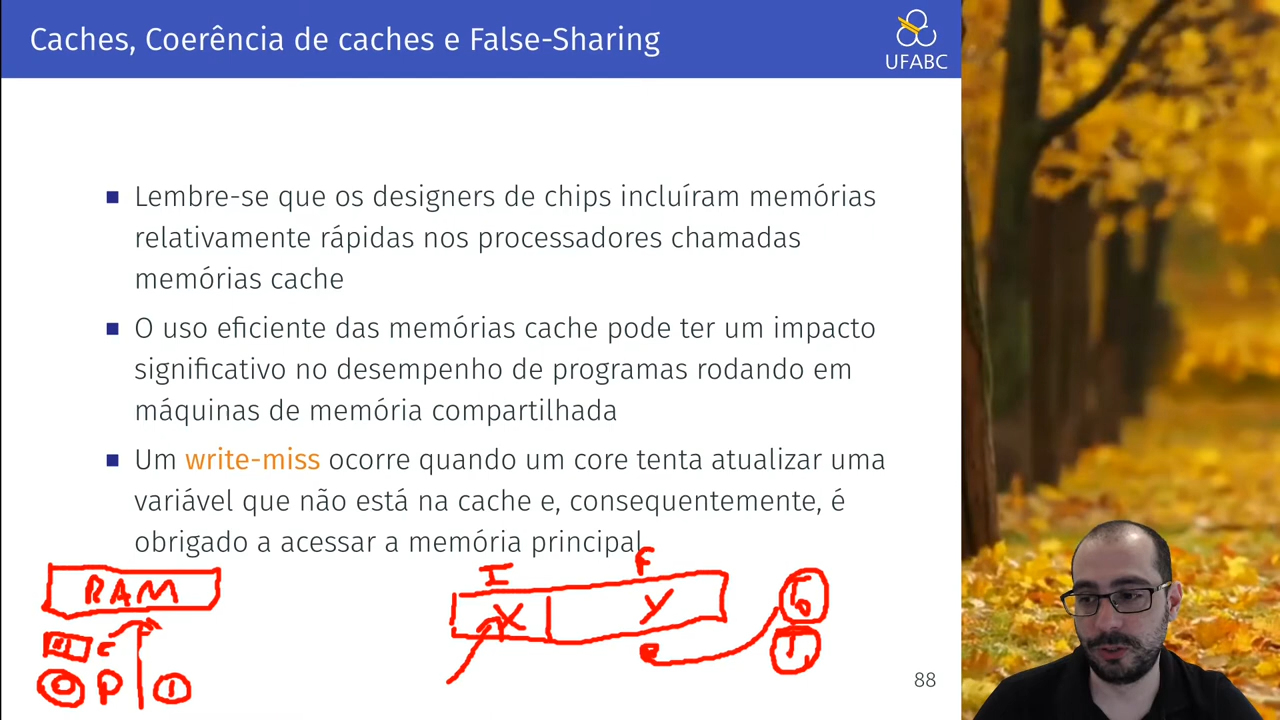 Caches, Coerência de caches e False-Sharing
UFABC
Lembre-se que os designers de chips incluíram memórias
relativamente rápidas nos processadores chamadas
memórias cache
O uso eficiente das memórias cache pode ter um impacto
significativo no desempenho de programas rodando em
máquinas de memória compartilhada
Um write-miss ocorre quando um core tenta atualizar uma
variável que não está na cache e, consequentemente, é
obrigado a acessar a memória principal
I F
X Y
RAM
C
0 P 1
88